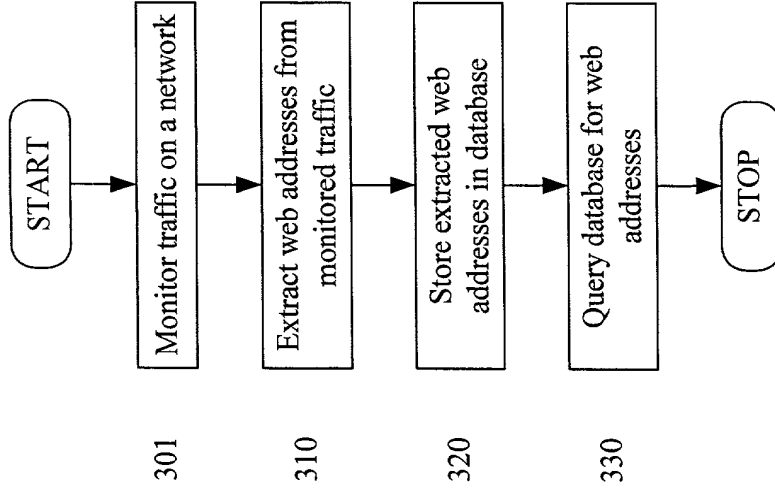 START
301
Monitor traffic on a network
310
Extract web addresses from
monitored traffic
320
Store extracted web
addresses in database
330
Query database for web
addresses
STOP